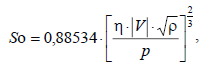 So = 0,88534 · [ (η · |V| · √ρ) / p ]^(2/3),